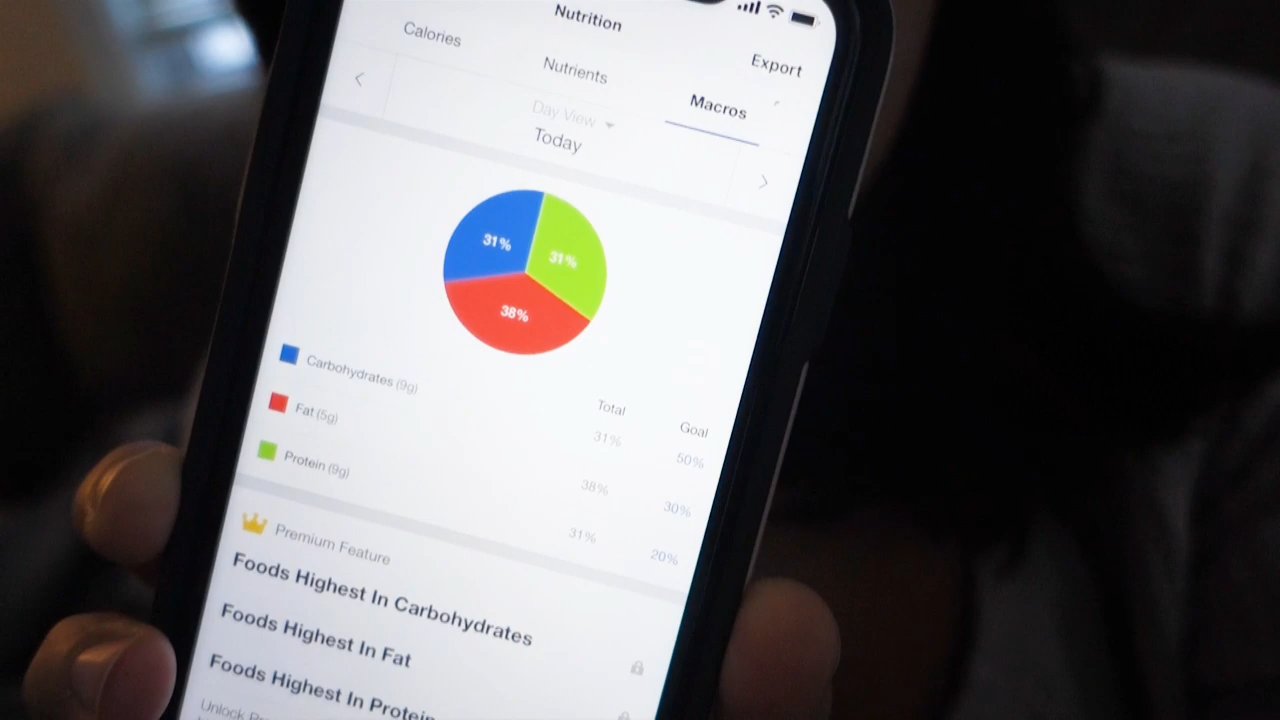 Nutrition
Export
Calories
Nutrients
Macros
Day View
Today
31%
31%
38%
Total
Goal
Carbohydrates (9g)
31%
50%
Fat (5g)
38%
30%
Protein (9g)
31%
20%
Premium Feature
Foods Highest In Carbohydrates
Foods Highest In Fat
Foods Highest In Protein
Unlock